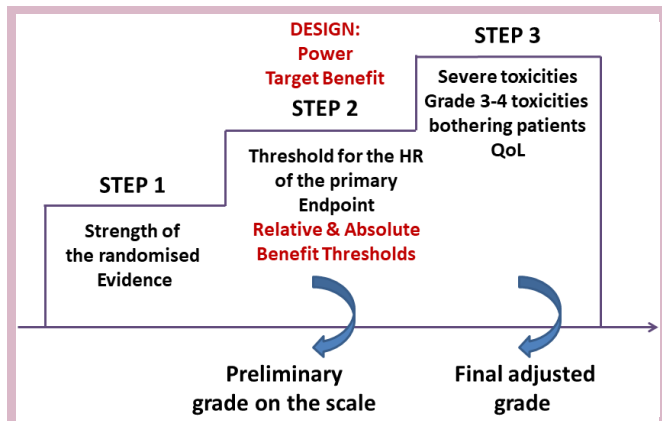 DESIGN:
Power
Target Benefit
STEP 1
Strength of
the randomised
Evidence
STEP 2
Threshold for the HR
of the primary
Endpoint
Relative & Absolute
Benefit Thresholds
STEP 3
Severe toxicities
Grade 3-4 toxicities
bothering patients
QoL
Preliminary
grade on the scale
Final adjusted
grade